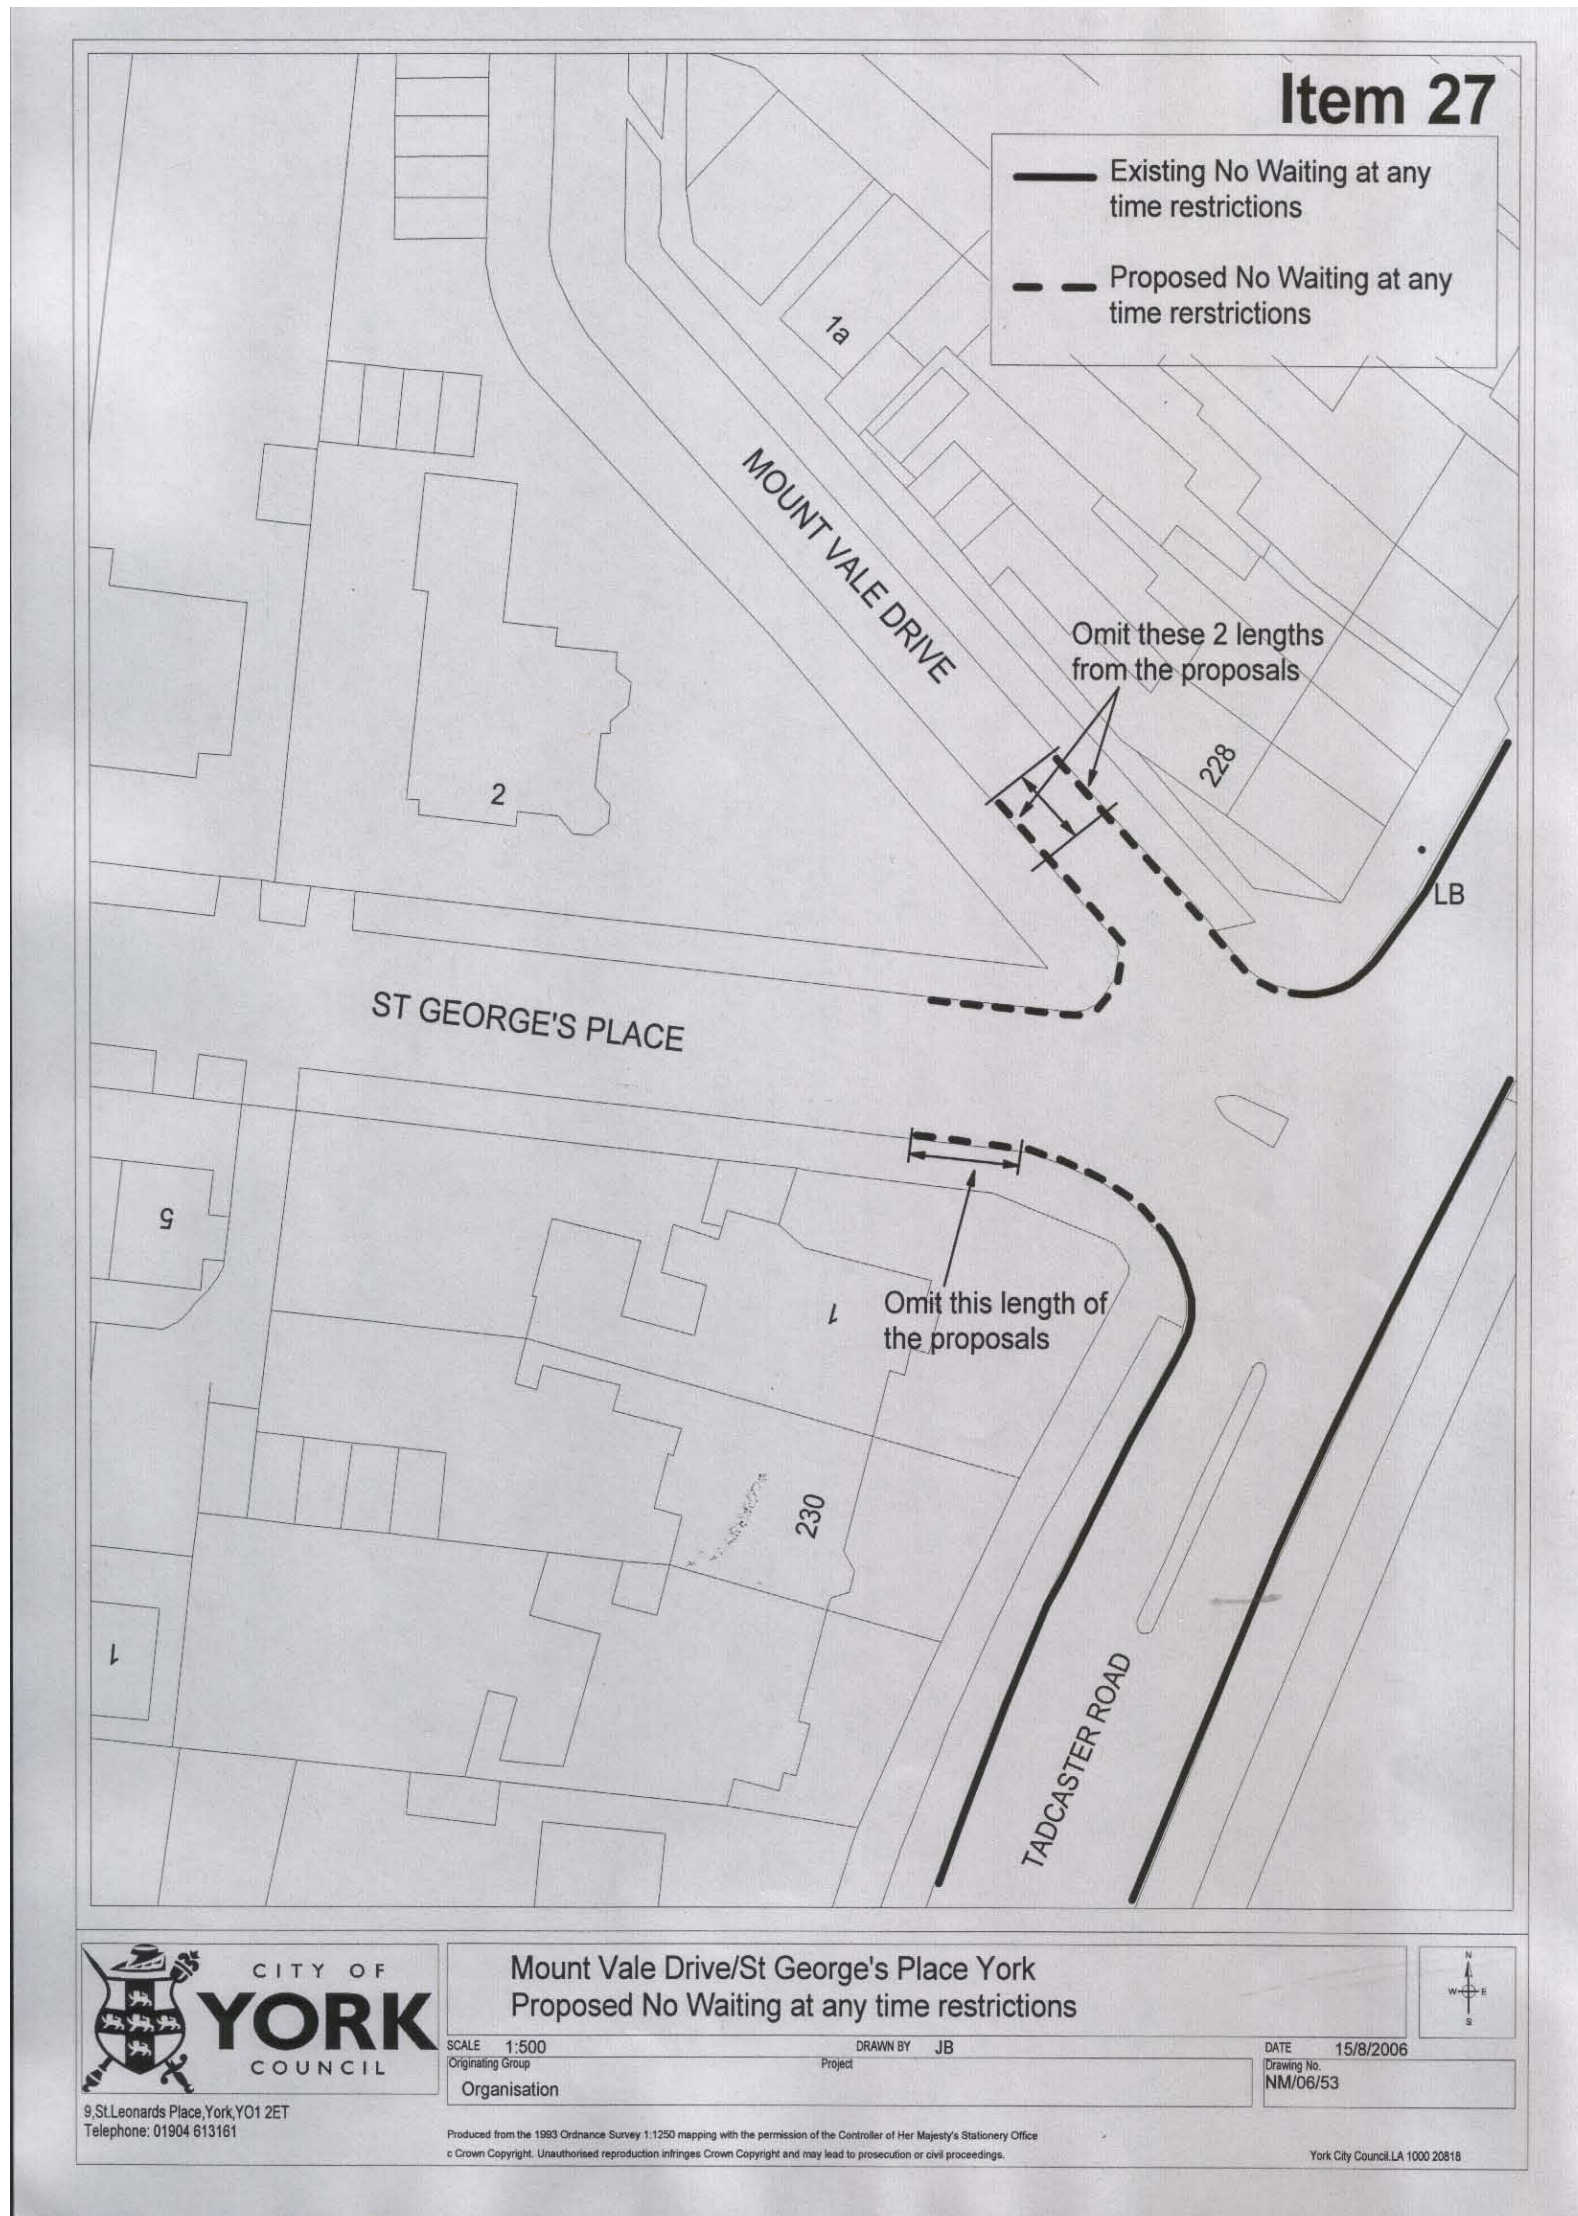 Item 27
Existing No Waiting at any
time restrictions
Proposed No Waiting at any
time rerstrictions
1a
MOUNT VALE DRIVE
Omit these 2 lengths
from the proposals
228
2
LB
ST GEORGE'S PLACE
5
1
Omit this length of
the proposals
230
1
TADCASTER ROAD
CITY OF
YORK
COUNCIL
9,St.Leonards Place,York,YO1 2ET
Telephone: 01904 613161
Mount Vale Drive/St George's Place York
Proposed No Waiting at any time restrictions
SCALE 1:500
DRAWN BY JB
DATE 15/8/2006
Originating Group
Organisation
Project
Drawing No.
NM/06/53
N
W E
S
Produced from the 1993 Ordnance Survey 1:1250 mapping with the permission of the Controller of Her Majesty's Stationery Office
c Crown Copyright. Unauthorised reproduction infringes Crown Copyright and may lead to prosecution or civil proceedings.
York City Council.LA 1000 20818